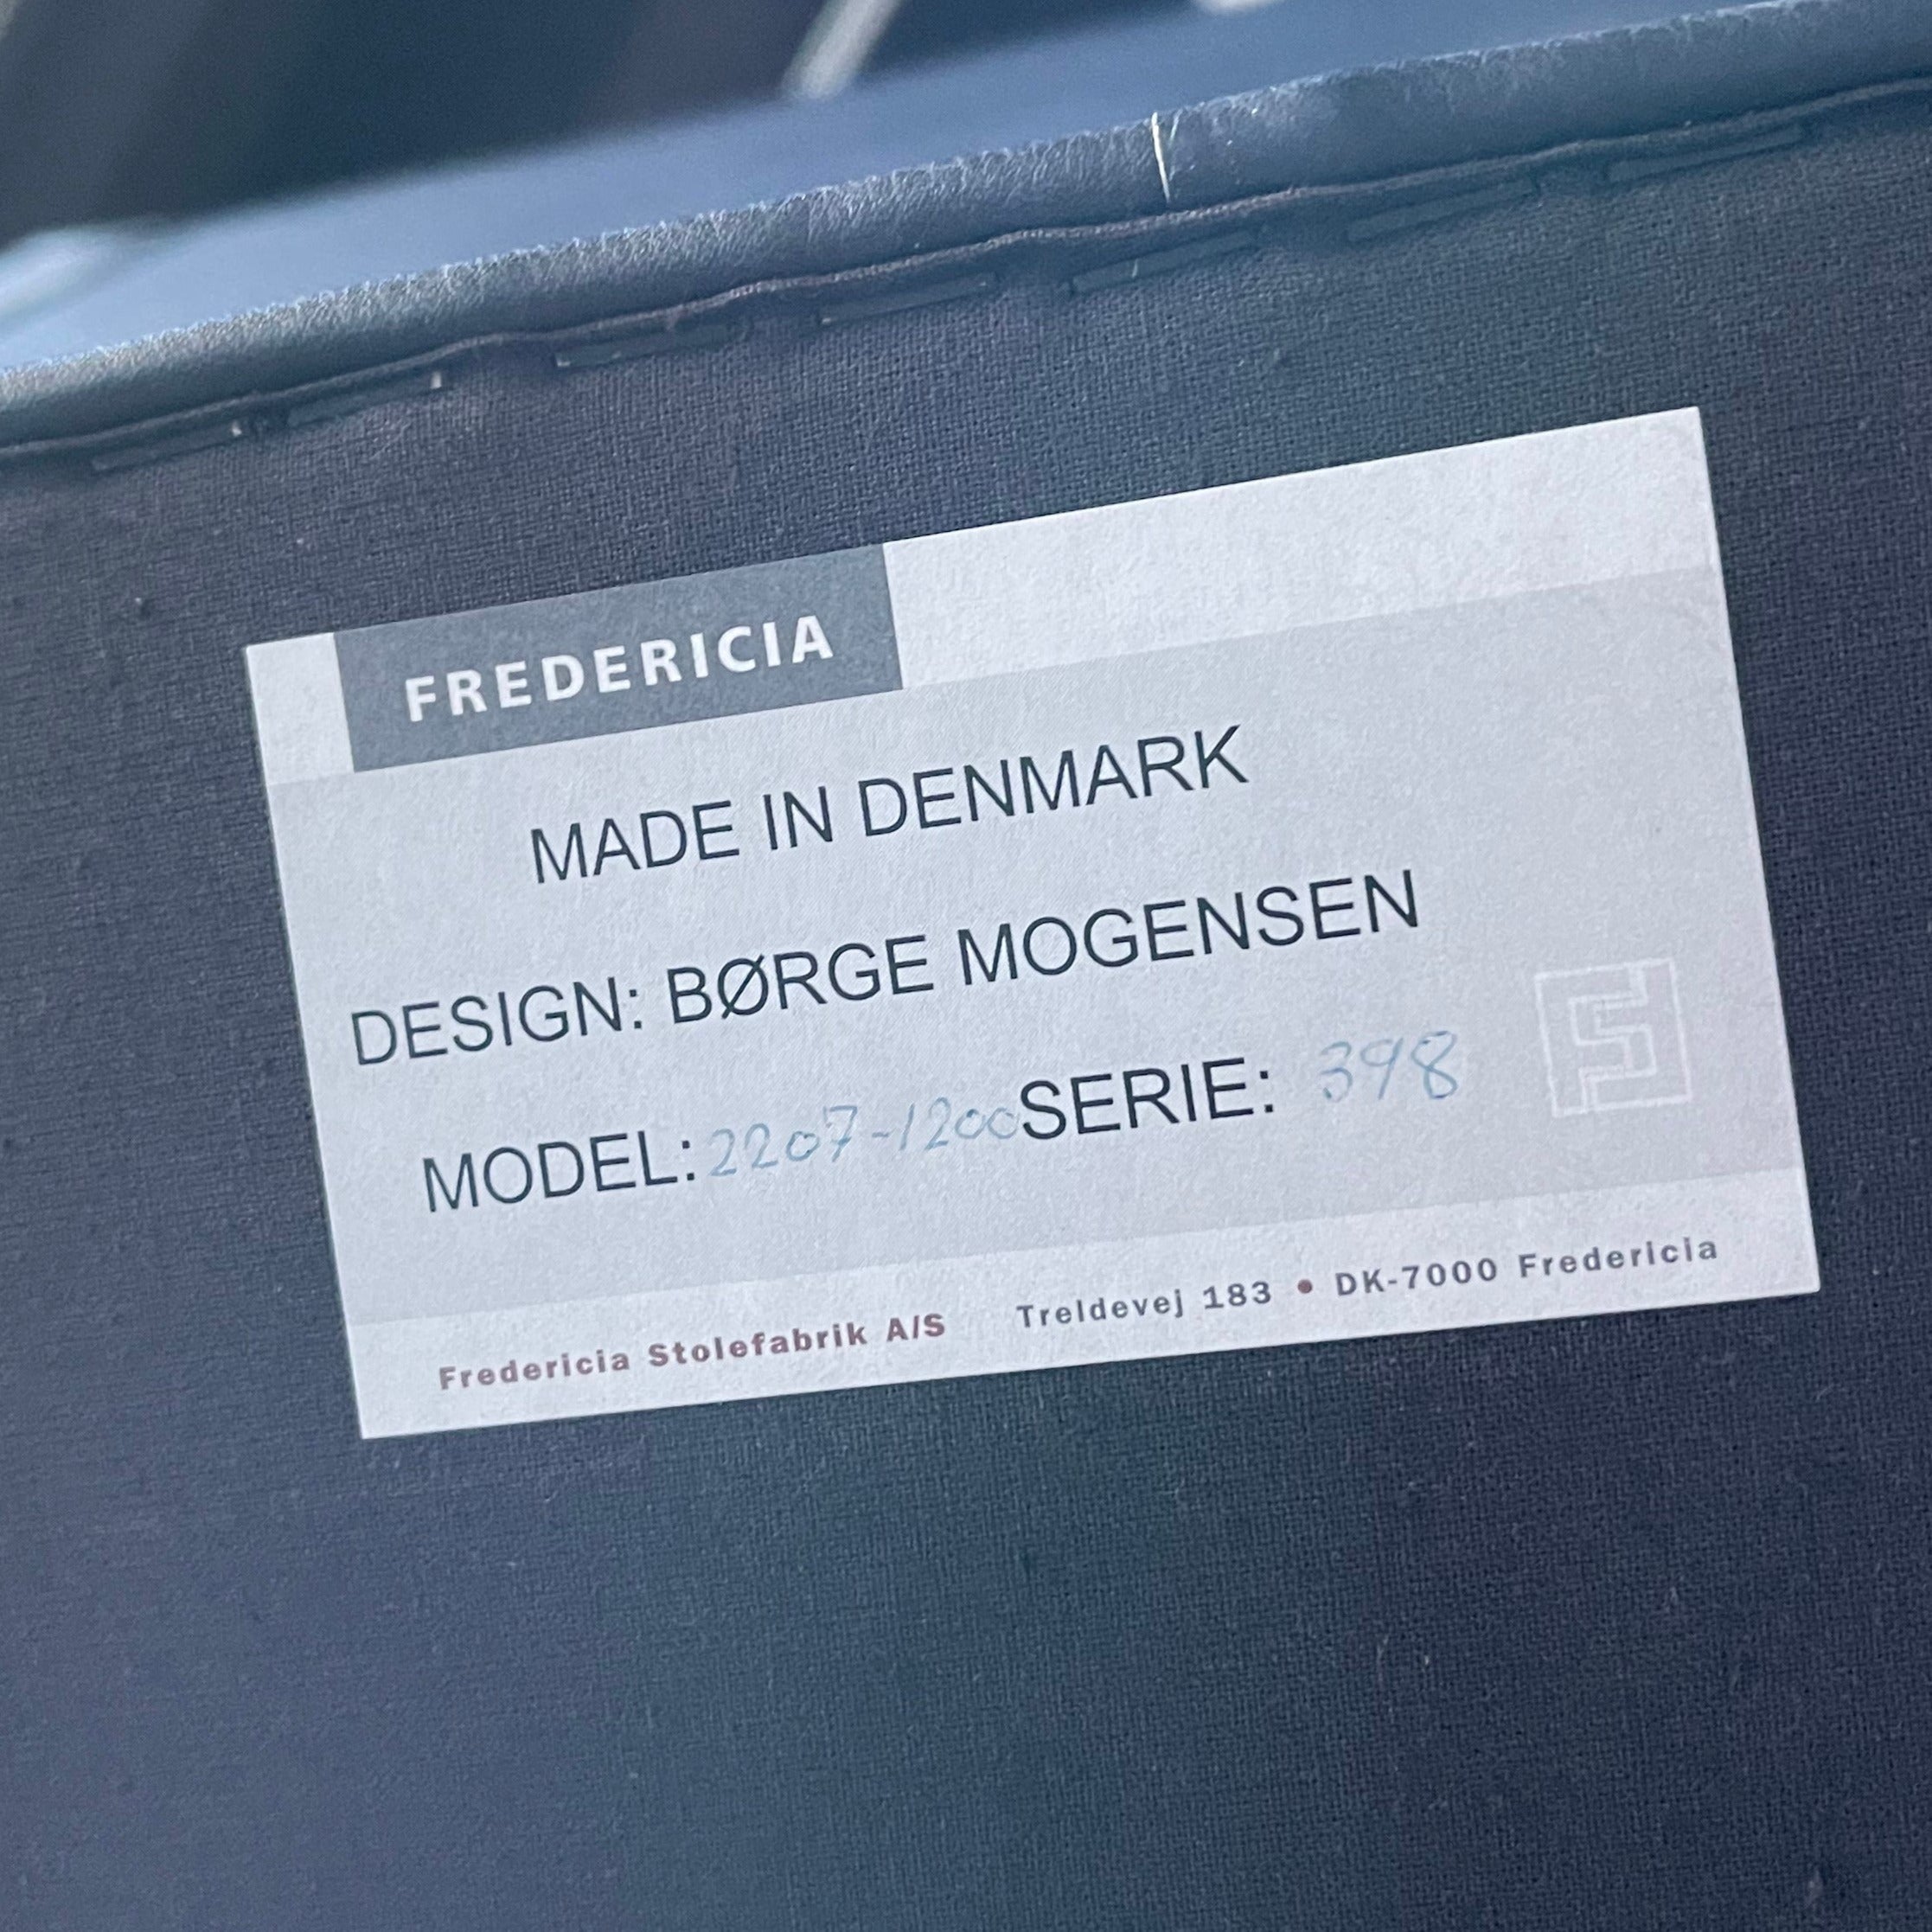 FREDERICIA
MADE IN DENMARK
DESIGN: BØRGE MOGENSEN
MODEL: 2207-1200 SERIE: 398
Fredericia Stolefabrik A/S Treldevej 183 • DK-7000 Fredericia